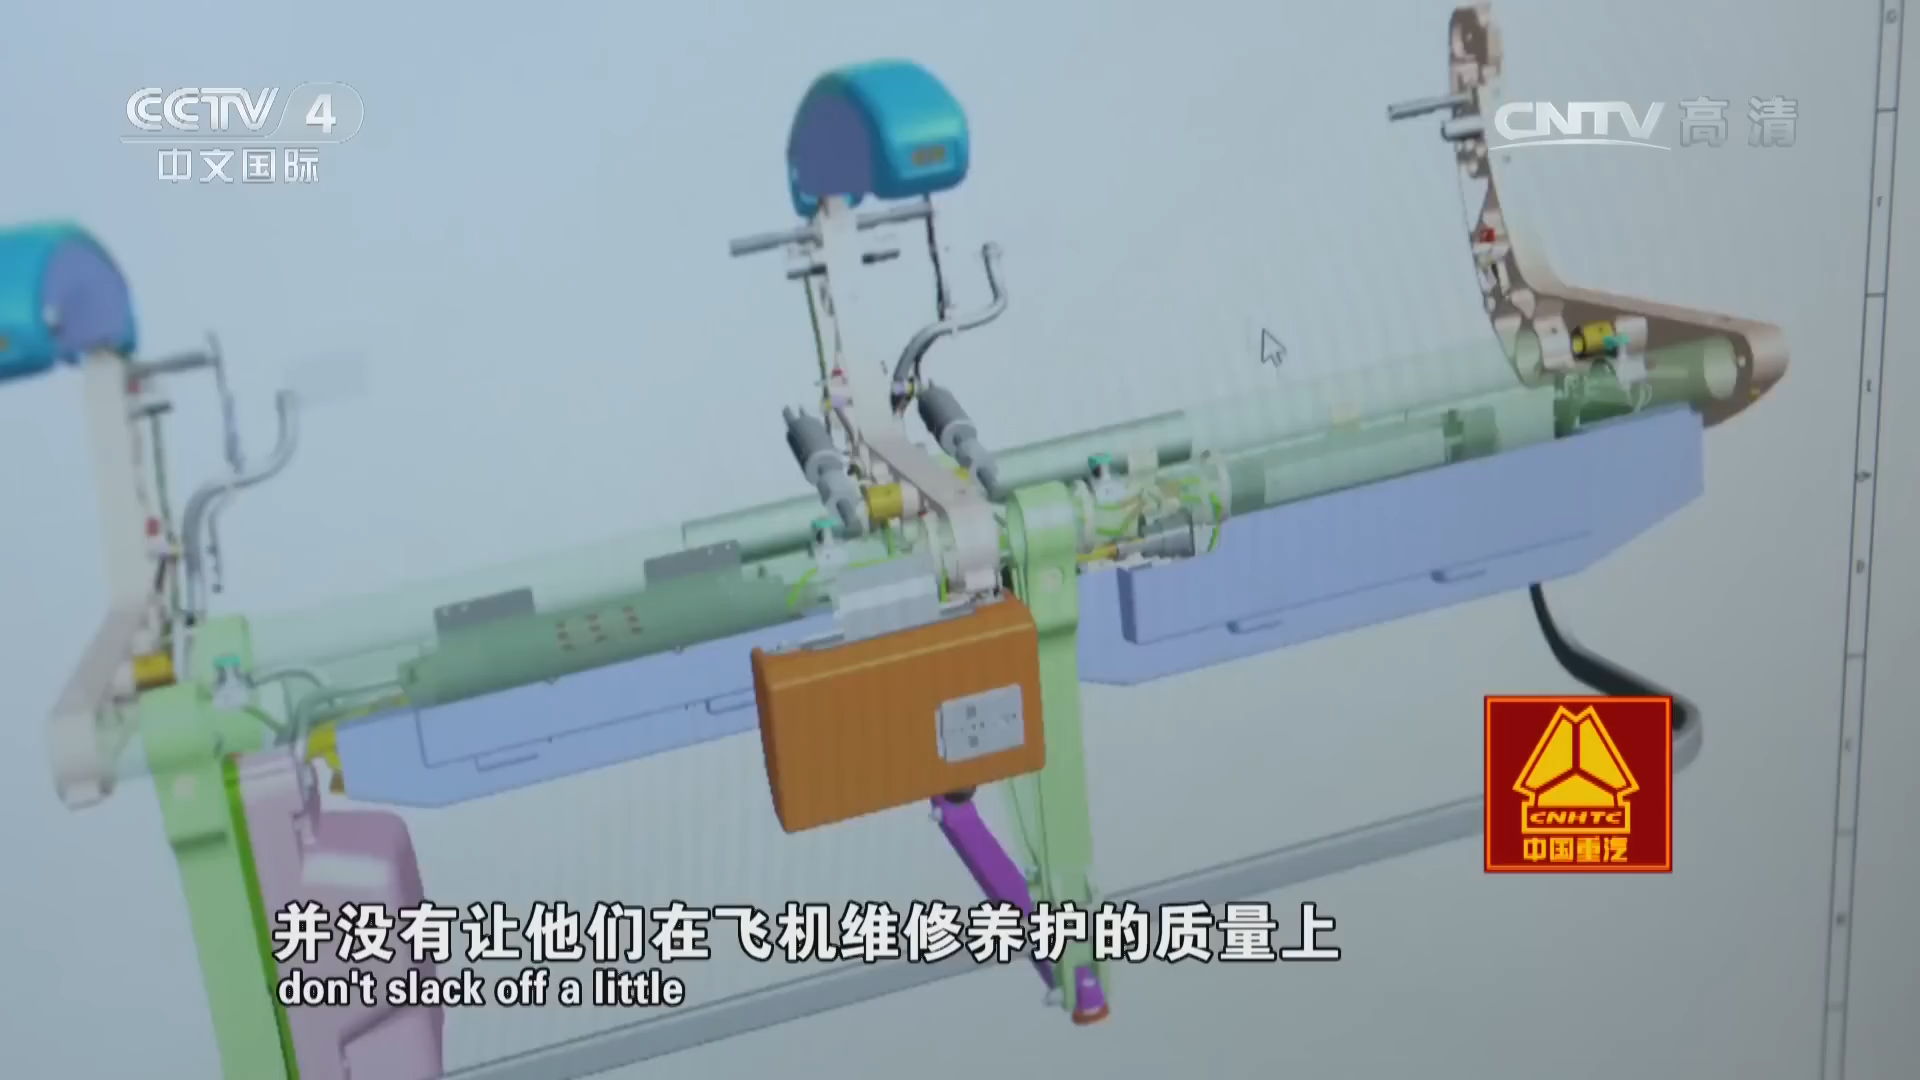 CCTV 4
中文国际
CNTV 高清
CNHTC
中国重汽
并没有让他们在飞机维修养护的质量上
don't slack off a little